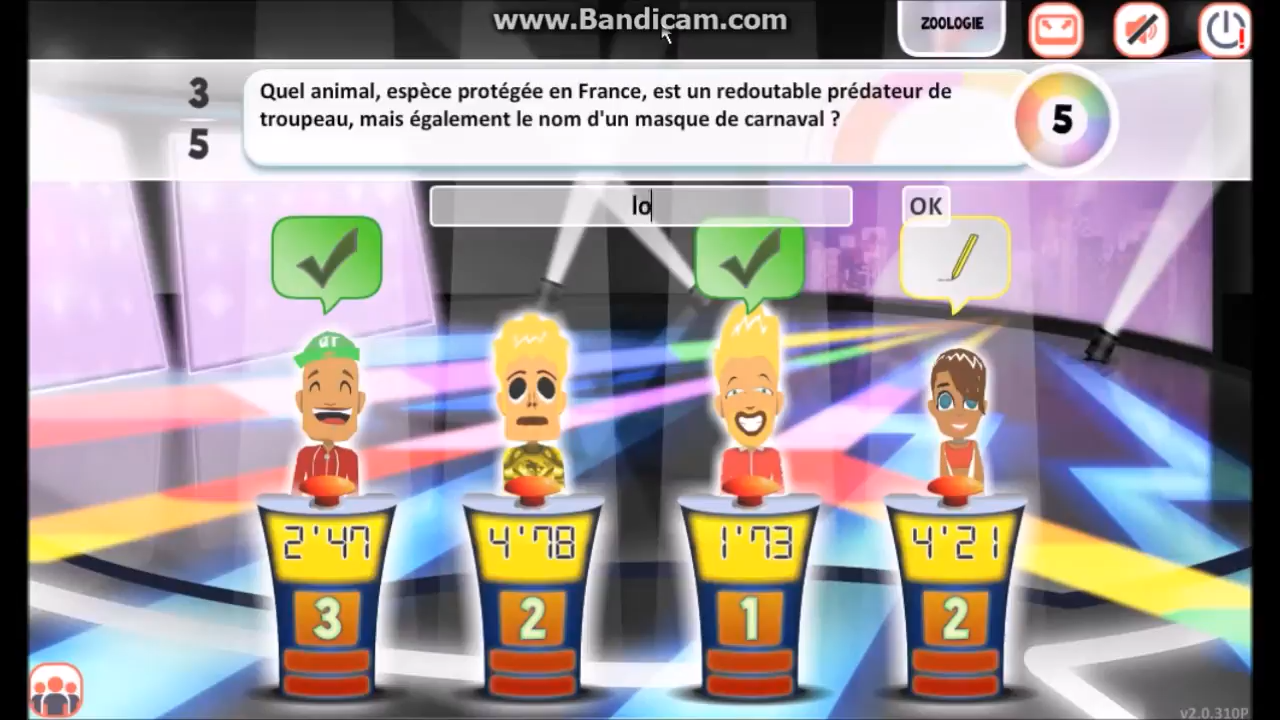 www.Bandicam.com
ZOOLOGIE
3
5
Quel animal, espèce protégée en France, est un redoutable prédateur de
troupeau, mais également le nom d'un masque de carnaval ?
5
lo
OK
2'47
4'78
1'73
4'21
3
2
1
2
v2.0.310P